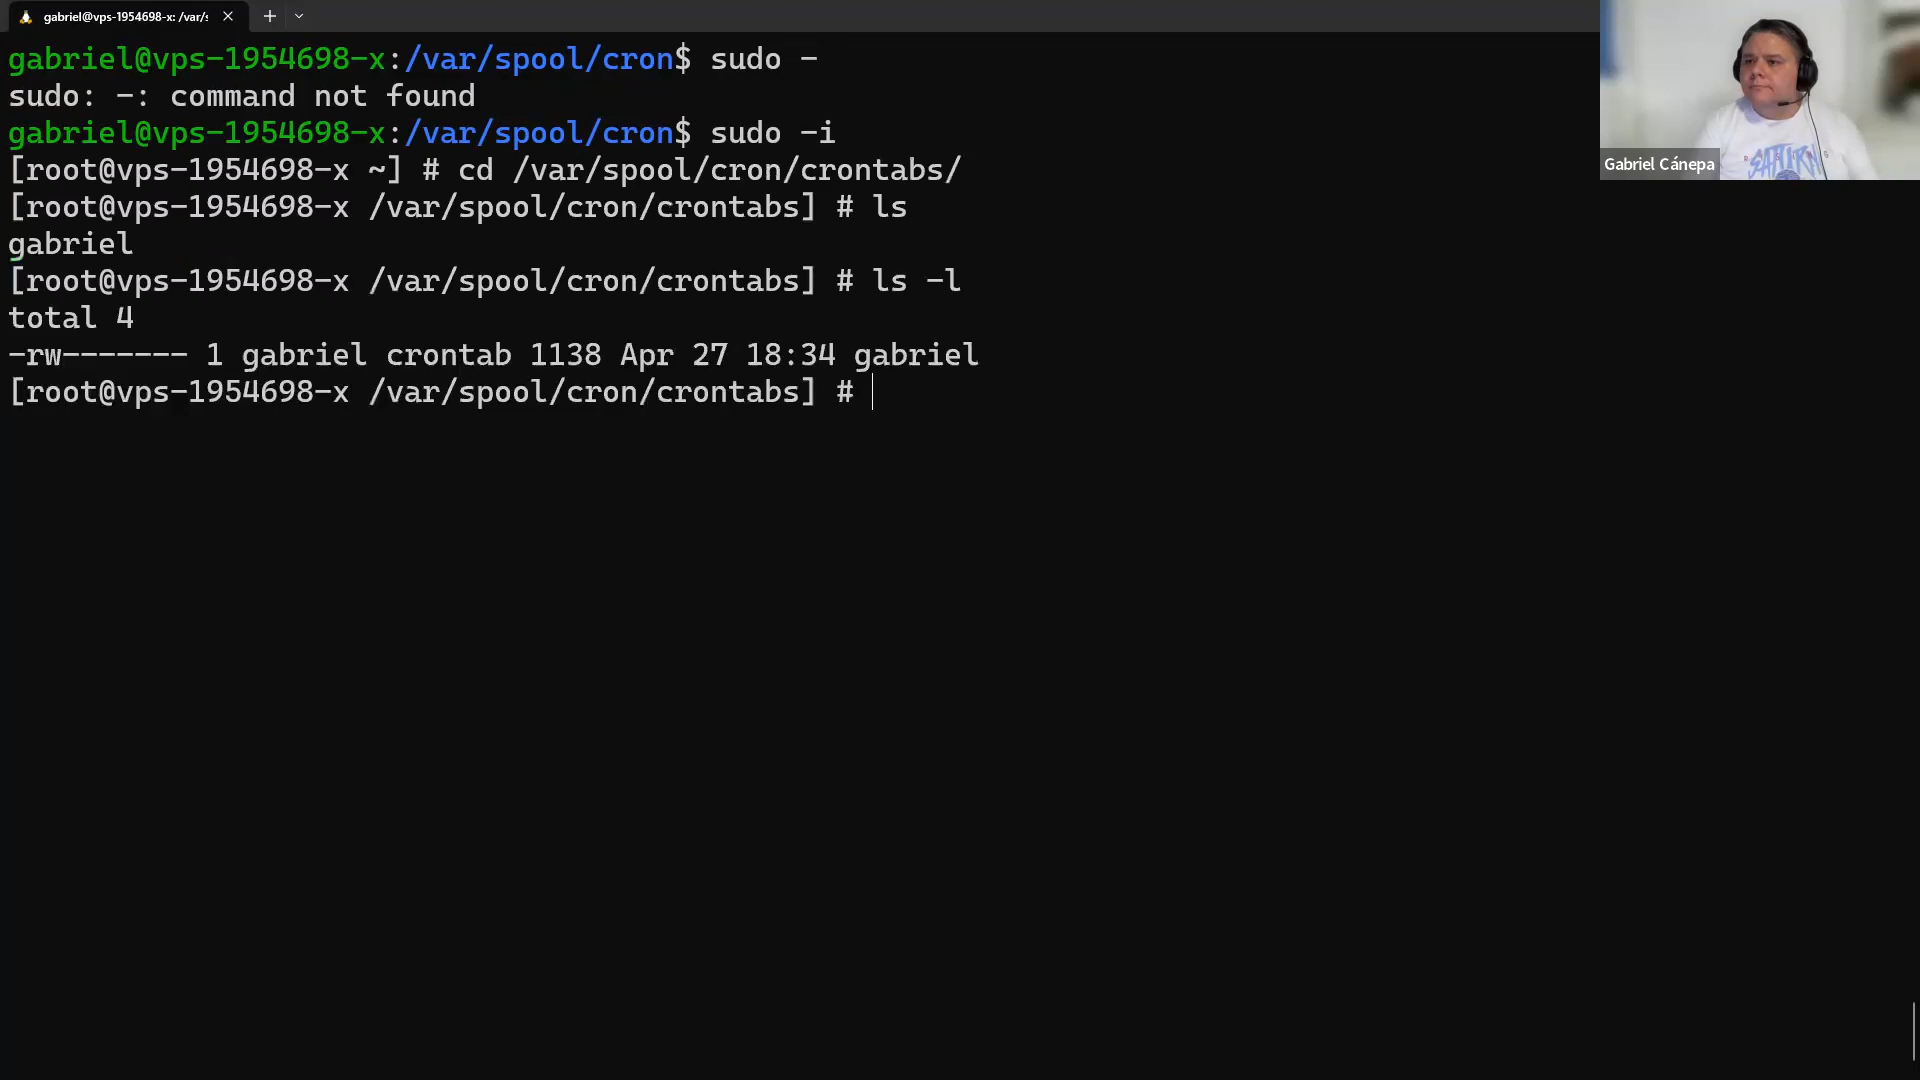 gabriel@vps-1954698-x: /var/s
gabriel@vps-1954698-x:/var/spool/cron$ sudo -
sudo: -: command not found
gabriel@vps-1954698-x:/var/spool/cron$ sudo -i
[root@vps-1954698-x ~] # cd /var/spool/cron/crontabs/
[root@vps-1954698-x /var/spool/cron/crontabs] # ls
gabriel
[root@vps-1954698-x /var/spool/cron/crontabs] # ls -l
total 4
-rw------- 1 gabriel crontab 1138 Apr 27 18:34 gabriel
[root@vps-1954698-x /var/spool/cron/crontabs] #
Gabriel Cánepa
SATURN